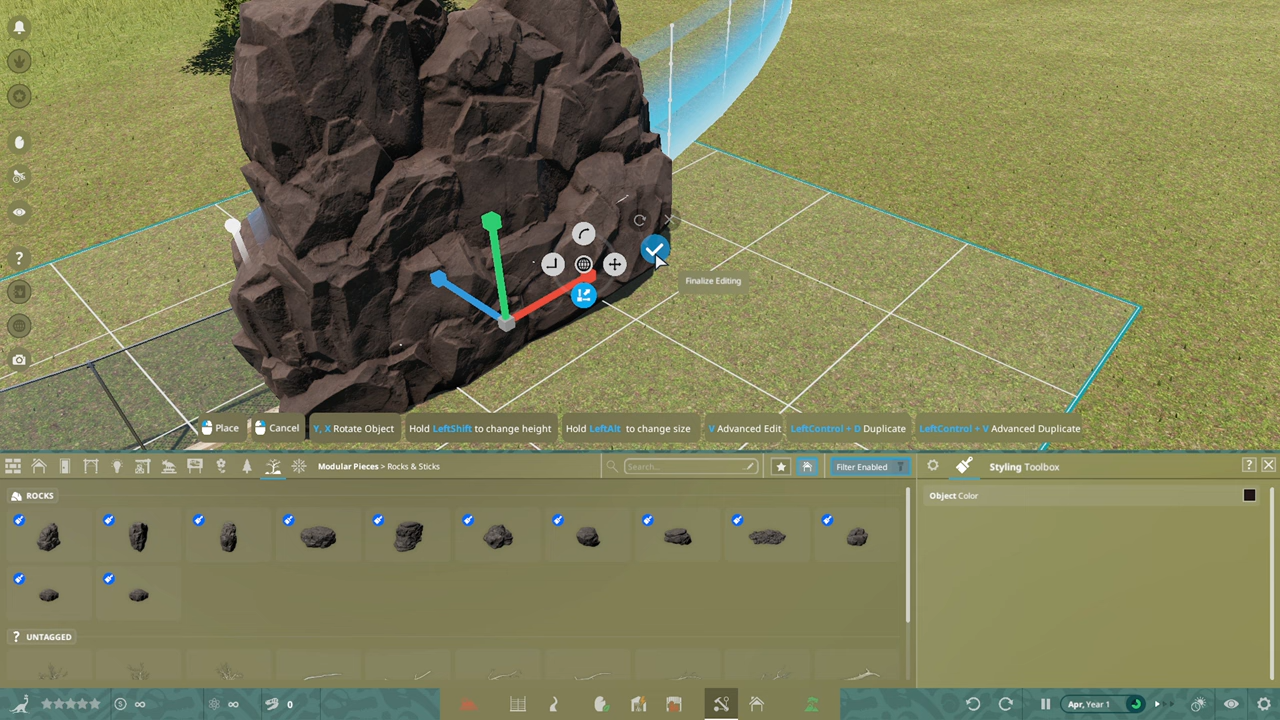 Finalize Editing
Place
Cancel
Y, X Rotate Object
Hold LeftShift to change height
Hold LeftAlt to change size
V Advanced Edit
LeftControl + D Duplicate
LeftControl + V Advanced Duplicate
Modular Pieces > Rocks & Sticks
Search...
Filter Enabled
Styling Toolbox
?
ROCKS
Object Color
? UNTAGGED
∞
∞
0
Apr, Year 1